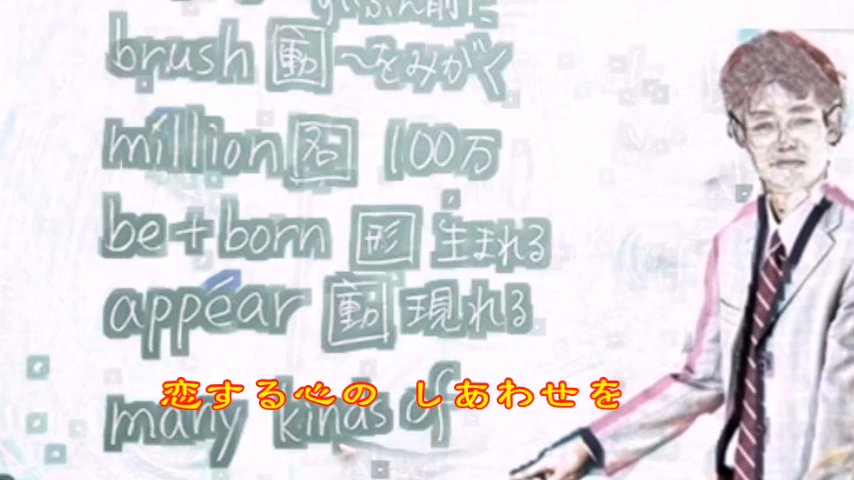 ずいぶん前に
brush 動 〜をみがく
million 名 100万
be+born 形 生まれる
appear 動 現れる
恋する心の しあわせを
many kinds of